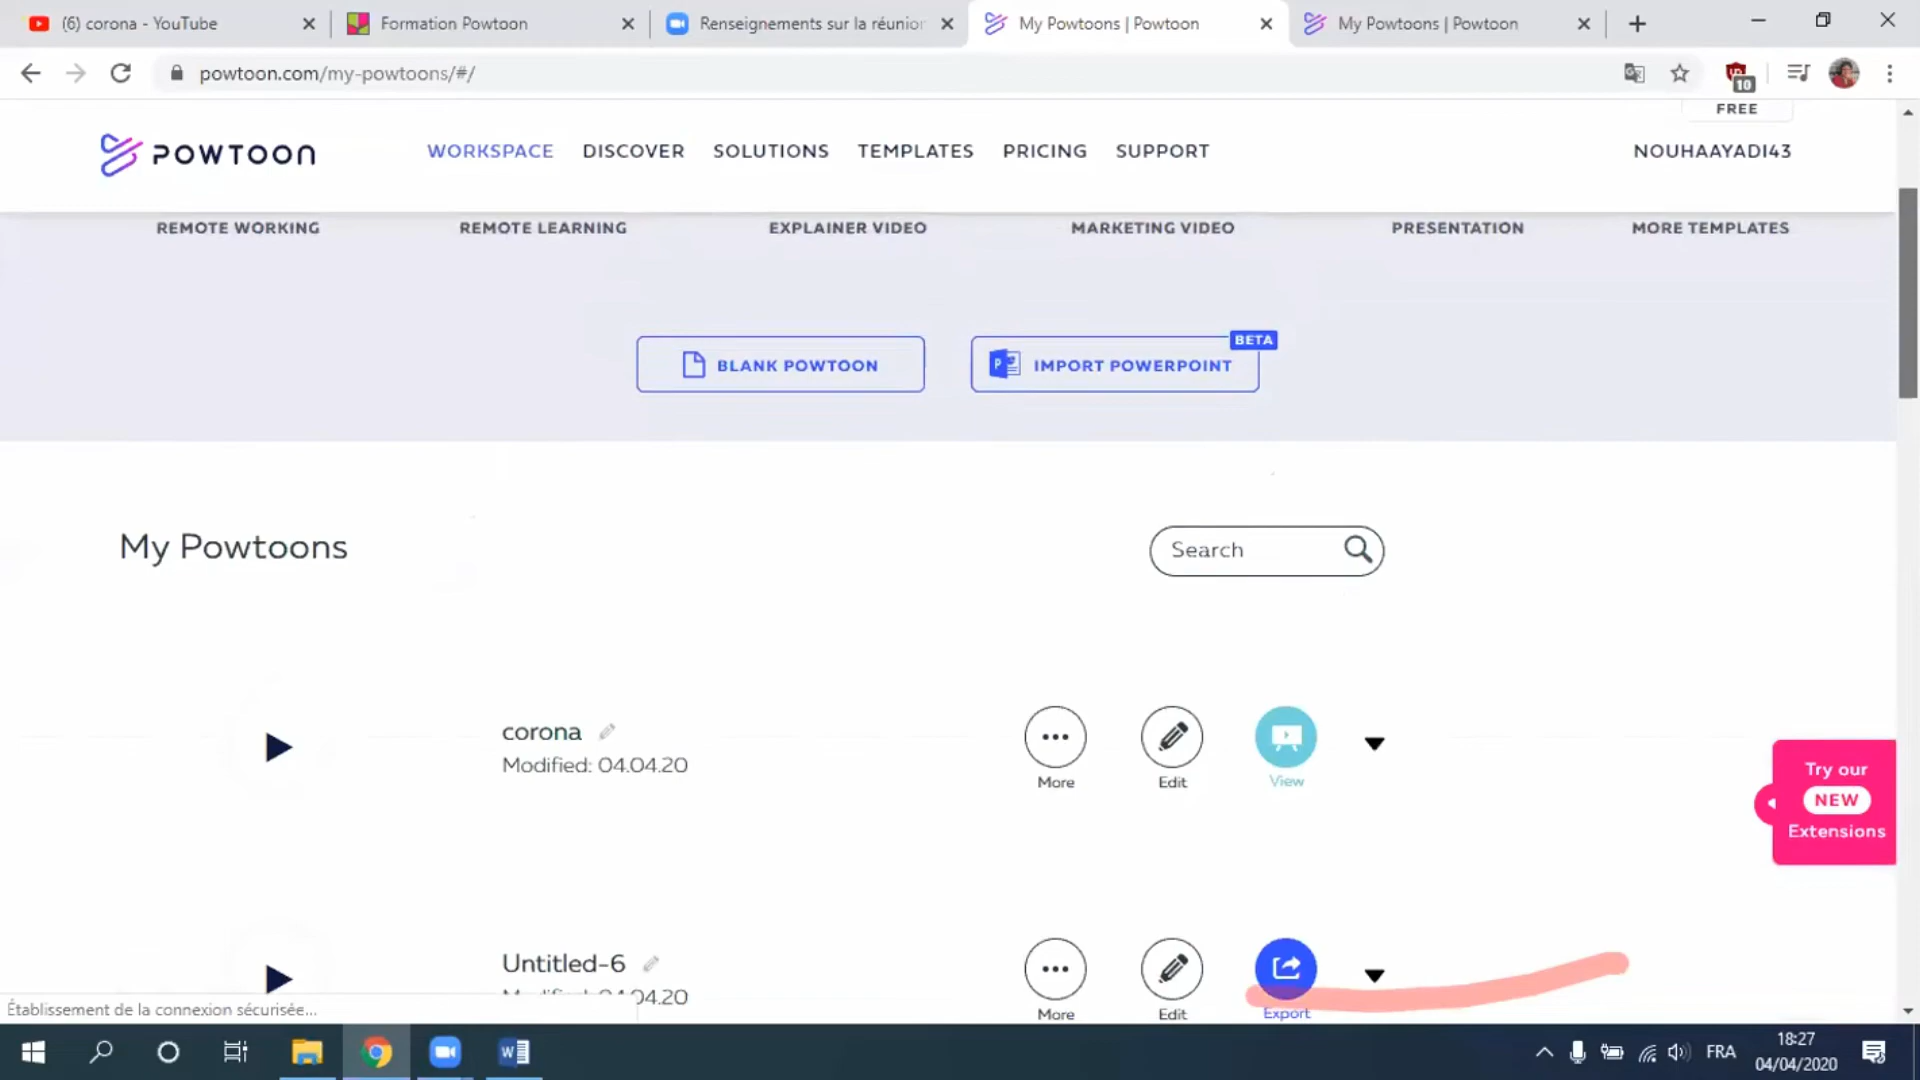 (6) corona - YouTube
Formation Powtoon
Renseignements sur la réunion
My Powtoons | Powtoon
My Powtoons | Powtoon
powtoon.com/my-powtoons/#/
10
FREE
POWTOON
WORKSPACE
DISCOVER
SOLUTIONS
TEMPLATES
PRICING
SUPPORT
NOUHAAYADI43
REMOTE WORKING
REMOTE LEARNING
EXPLAINER VIDEO
MARKETING VIDEO
PRESENTATION
MORE TEMPLATES
BLANK POWTOON
IMPORT POWERPOINT
BETA
My Powtoons
Search
corona
Modified: 04.04.20
More
Edit
View
Try our
NEW
Extensions
Untitled-6
04.20
More
Edit
Export
Établissement de la connexion sécurisée...
FRA
18:27
04/04/2020